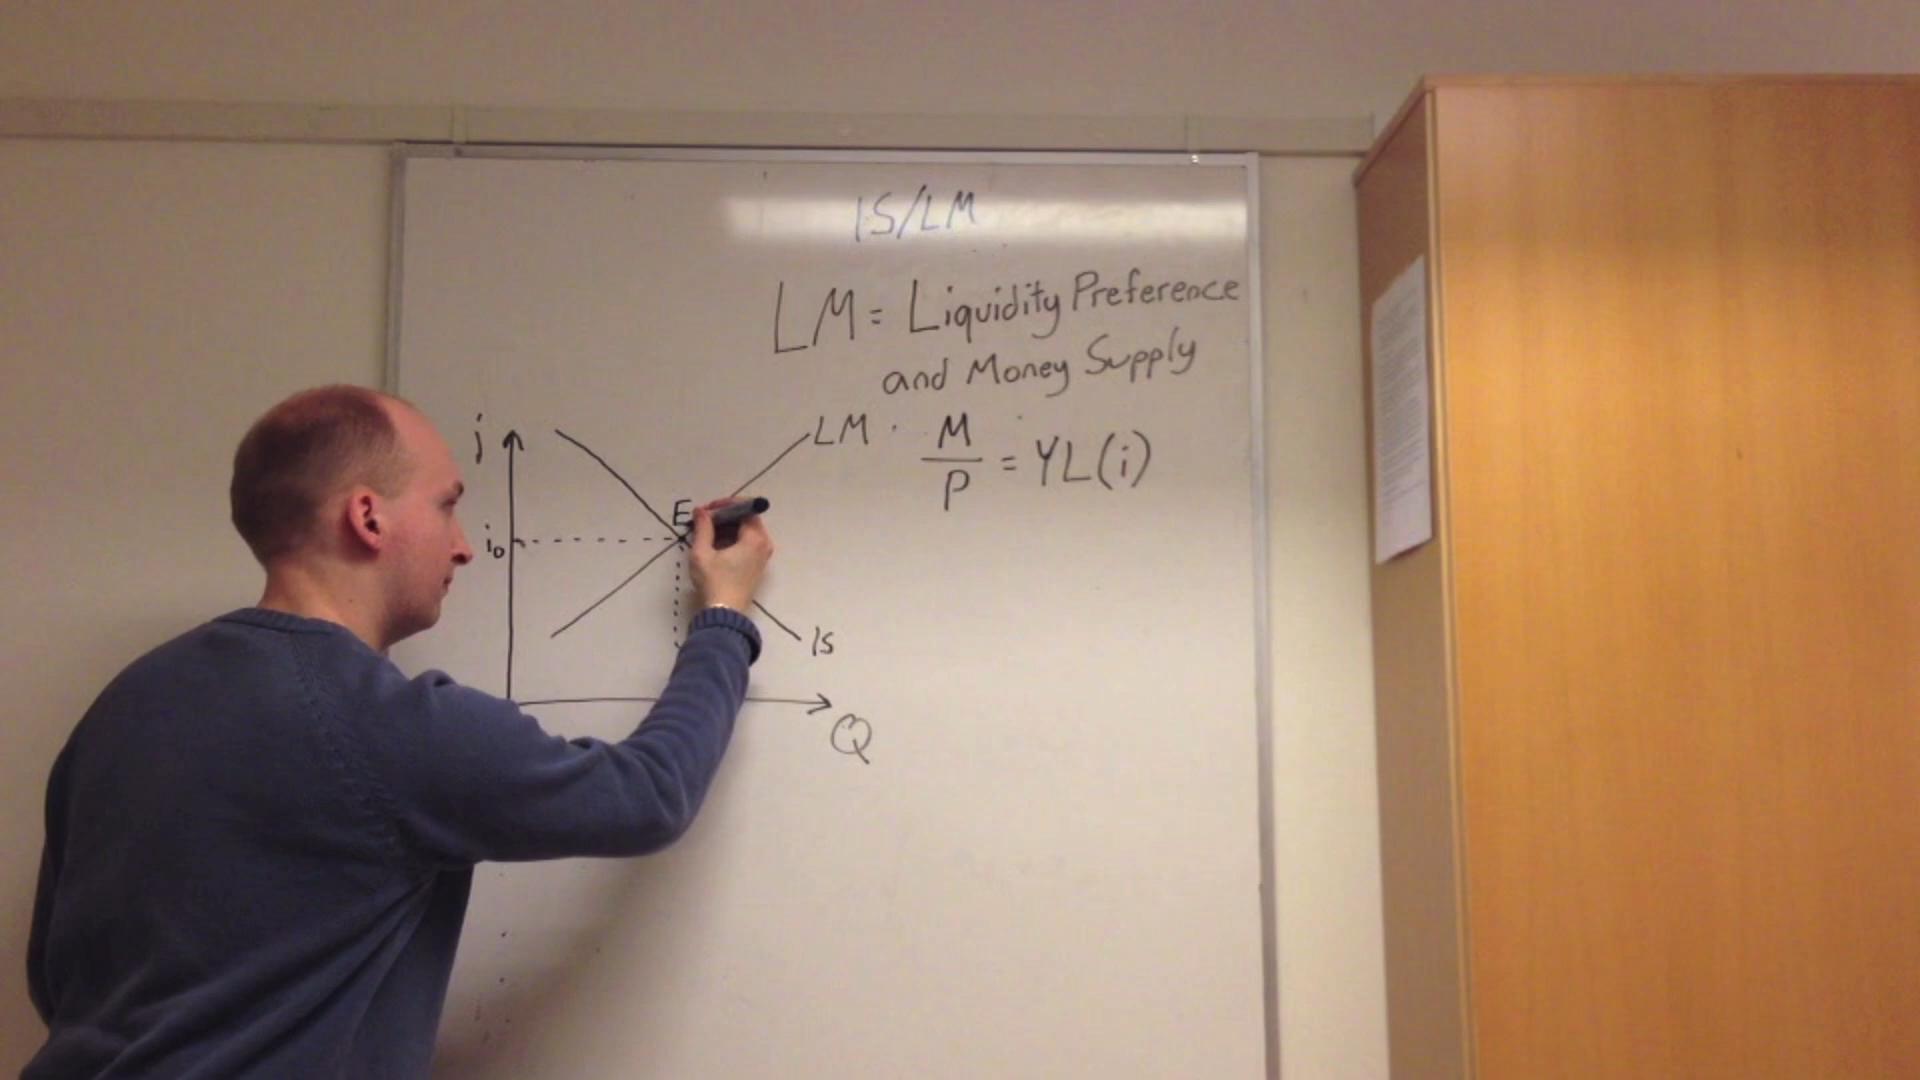 IS/LM
LM = Liquidity Preference
and Money Supply
i
LM
M
P
= YL(i)
E
i₀
IS
Q